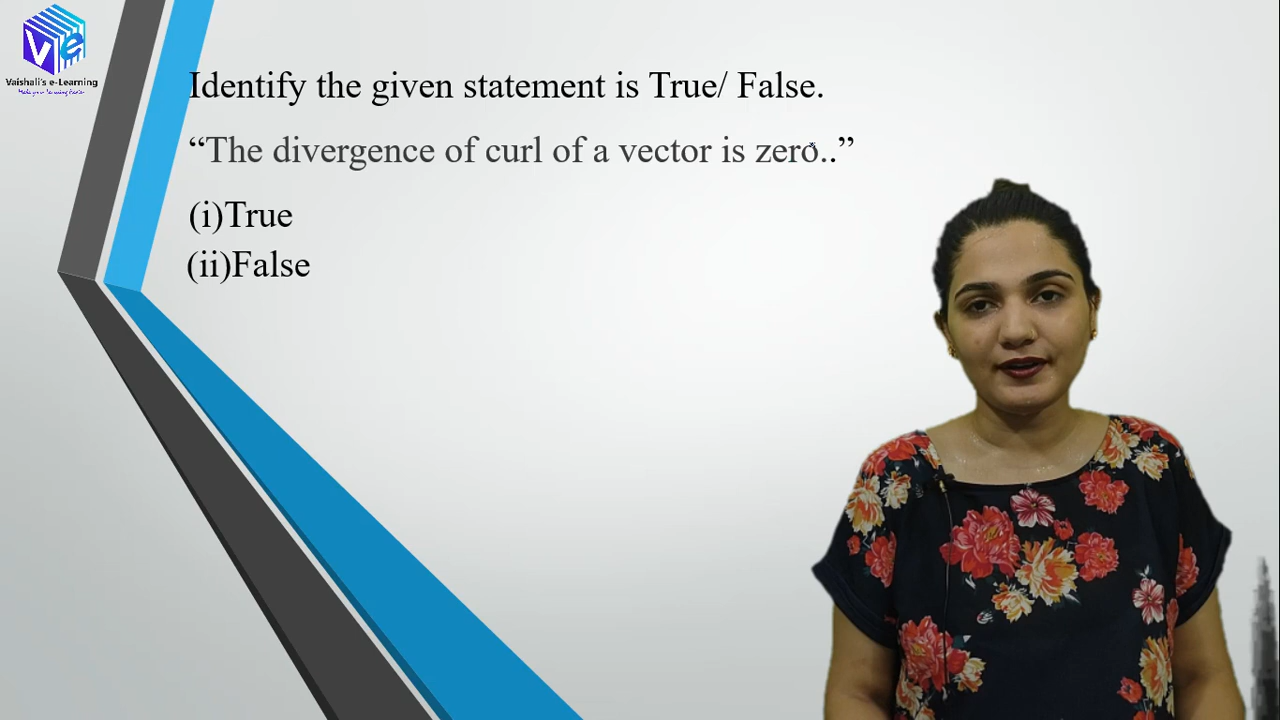 Vaishali's e-Learning
Identify the given statement is True/ False.
“The divergence of curl of a vector is zero..”
(i)True
(ii)False